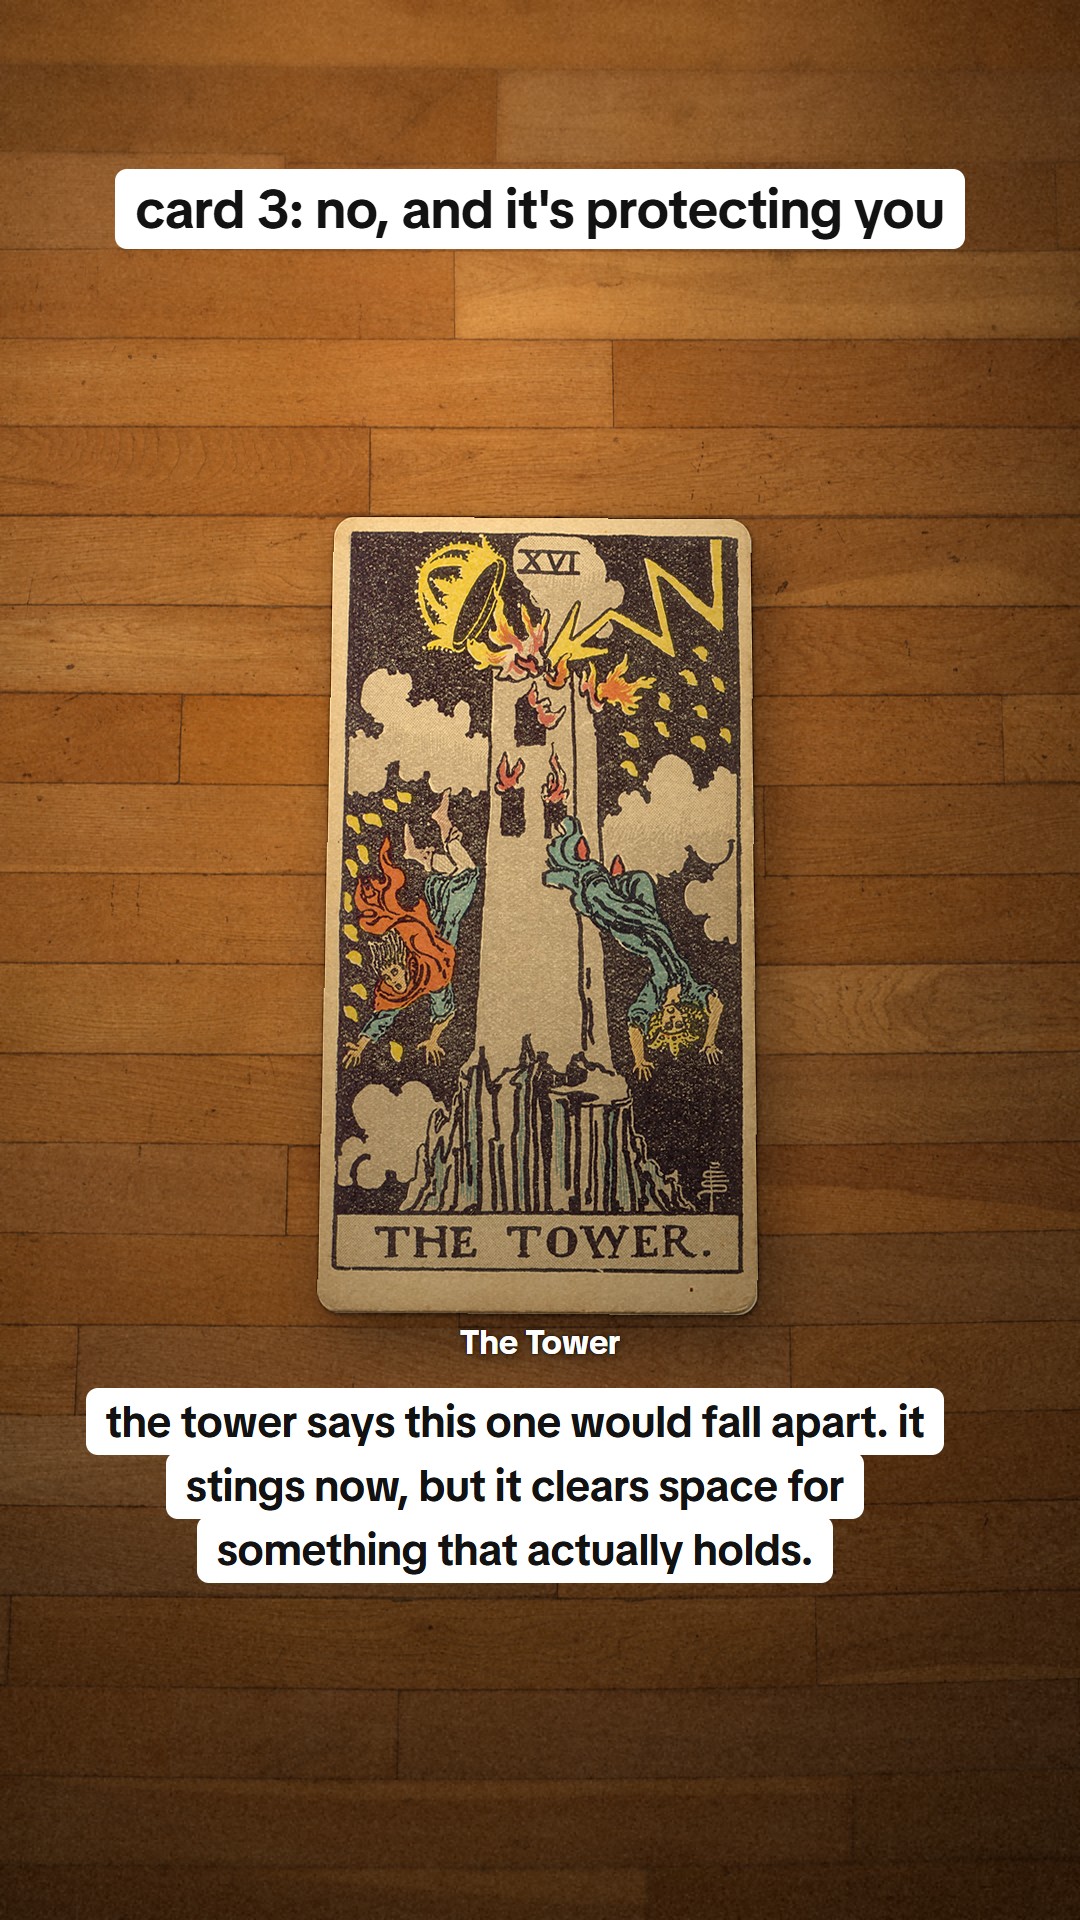 card 3: no, and it's protecting you
XVI
THE TOWER.
The Tower
the tower says this one would fall apart. it
stings now, but it clears space for
something that actually holds.